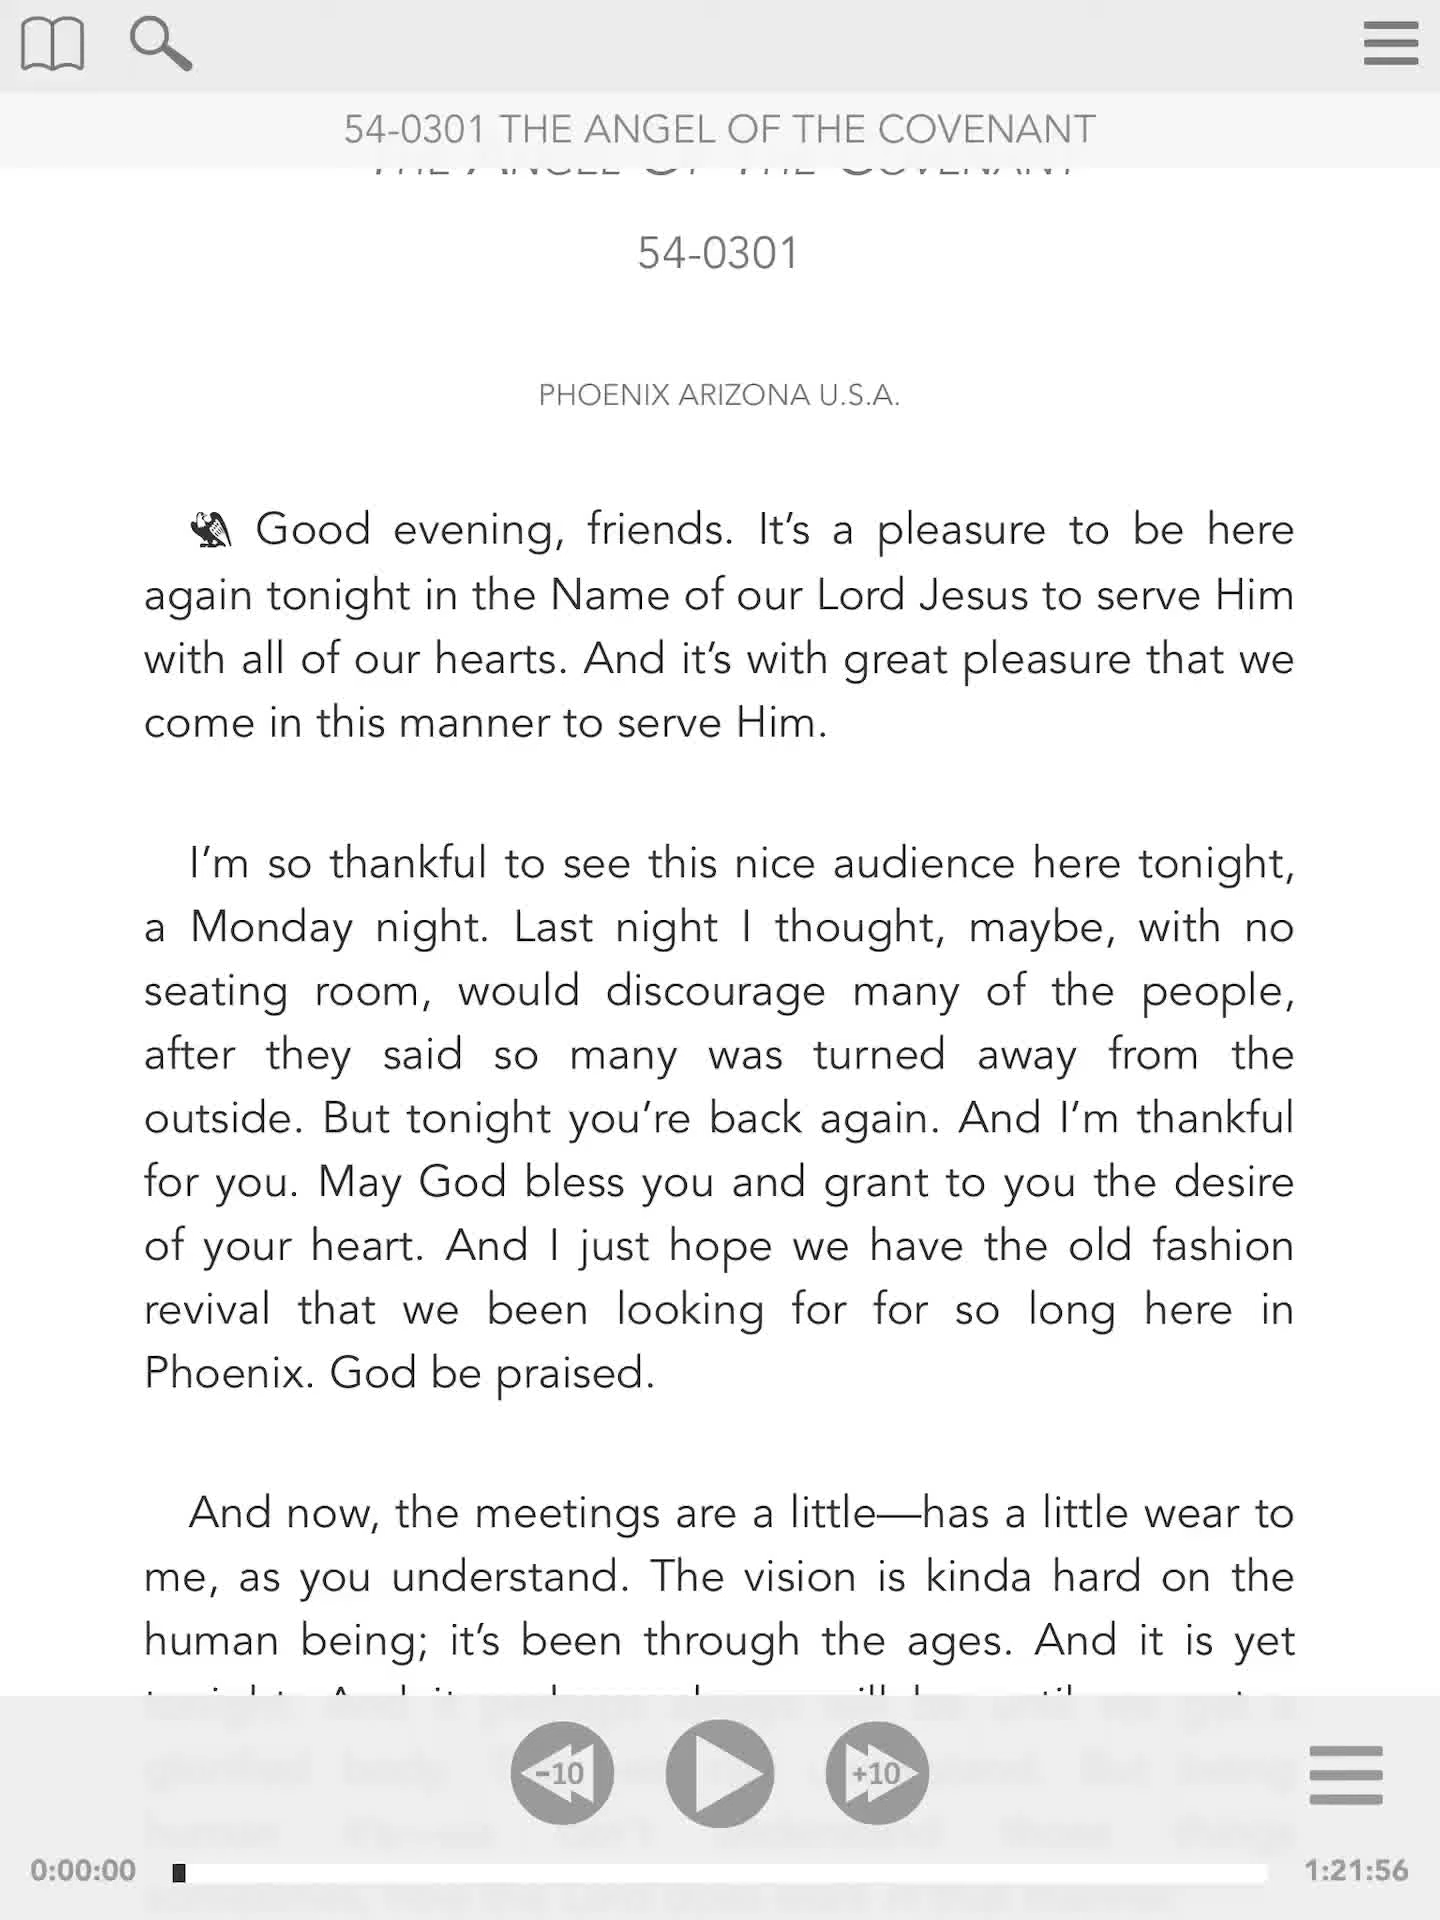 54-0301 THE ANGEL OF THE COVENANT
THE ANGEL OF THE COVENANT
54-0301
PHOENIX ARIZONA U.S.A.
Good evening, friends. It’s a pleasure to be here
again tonight in the Name of our Lord Jesus to serve Him
with all of our hearts. And it’s with great pleasure that we
come in this manner to serve Him.
I’m so thankful to see this nice audience here tonight,
a Monday night. Last night I thought, maybe, with no
seating room, would discourage many of the people,
after they said so many was turned away from the
outside. But tonight you’re back again. And I’m thankful
for you. May God bless you and grant to you the desire
of your heart. And I just hope we have the old fashion
revival that we been looking for for so long here in
Phoenix. God be praised.
And now, the meetings are a little—has a little wear to
me, as you understand. The vision is kinda hard on the
human being; it’s been through the ages. And it is yet
-10 +10
0:00:00 1:21:56